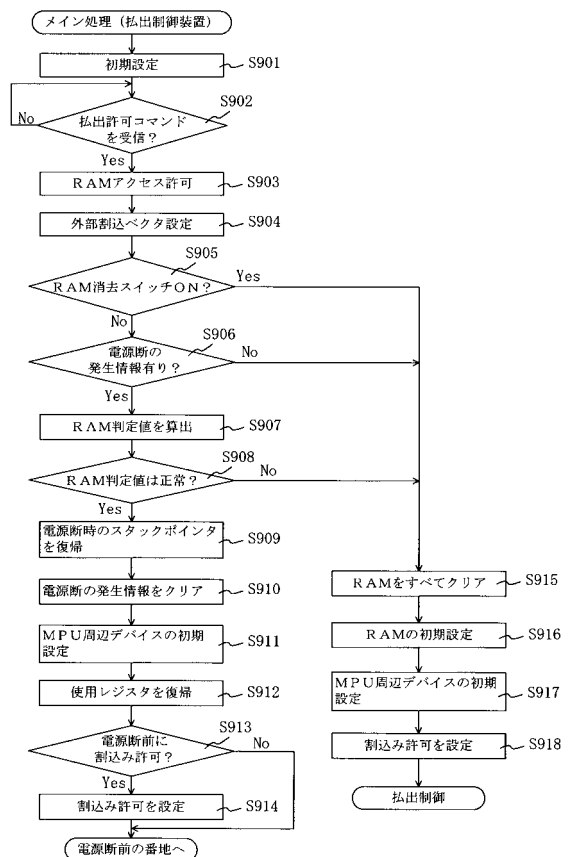 メイン処理（払出制御装置）
初期設定
S901
S902
払出許可コマンド
を受信？
No
Yes
ＲＡＭアクセス許可
S903
外部割込ベクタ設定
S904
S905
ＲＡＭ消去スイッチＯＮ？
Yes
No
S906
電源断の
発生情報有り？
No
Yes
ＲＡＭ判定値を算出
S907
S908
ＲＡＭ判定値は正常？
No
Yes
電源断時のスタックポインタ
を復帰
S909
電源断の発生情報をクリア
S910
ＭＰＵ周辺デバイスの初期
設定
S911
使用レジスタを復帰
S912
S913
電源断前に
割込み許可？
No
Yes
割込み許可を設定
S914
電源断前の番地へ
ＲＡＭをすべてクリア
S915
ＲＡＭの初期設定
S916
ＭＰＵ周辺デバイスの初期
設定
S917
割込み許可を設定
S918
払出制御